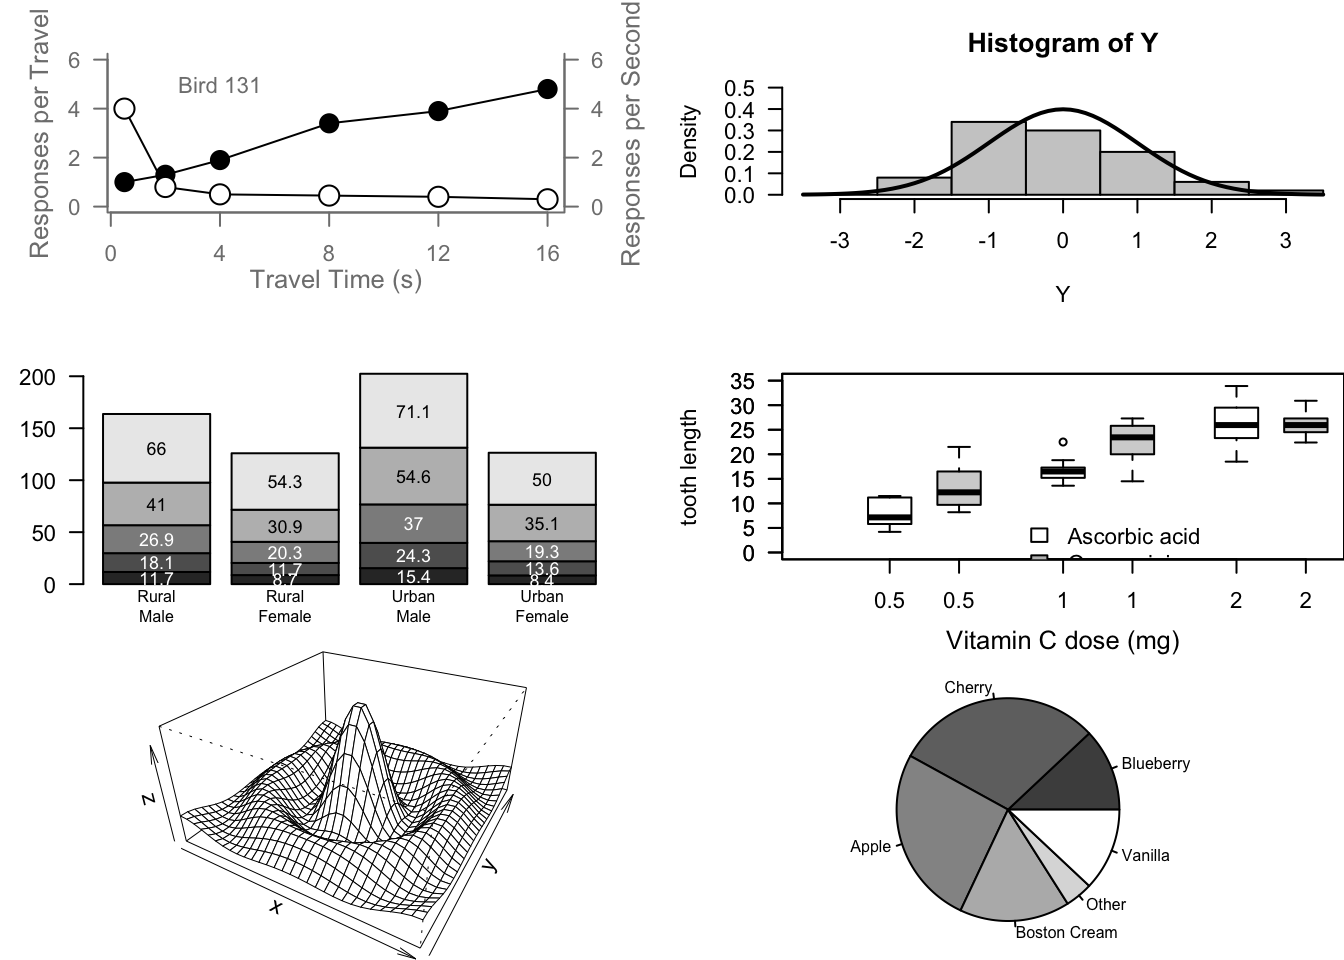 Responses per Travel
6
4
2
0
Bird 131
6
4
2
0
Responses per Second
0 4 8 12 16
Travel Time (s)
Histogram of Y
Density
0.5
0.4
0.3
0.2
0.1
0.0
-3 -2 -1 0 1 2 3
Y
200
150
100
50
0
66
41
26.9
18.1
11.7
Rural
Male
54.3
30.9
20.3
11.7
8.7
Rural
Female
71.1
54.6
37
24.3
15.4
Urban
Male
50
35.1
19.3
13.6
8.4
Urban
Female
tooth length
35
30
25
20
15
10
5
0
Ascorbic acid
0.5 0.5 1 1 2 2
Vitamin C dose (mg)
z
x
y
Cherry
Blueberry
Apple
Vanilla
Other
Boston Cream